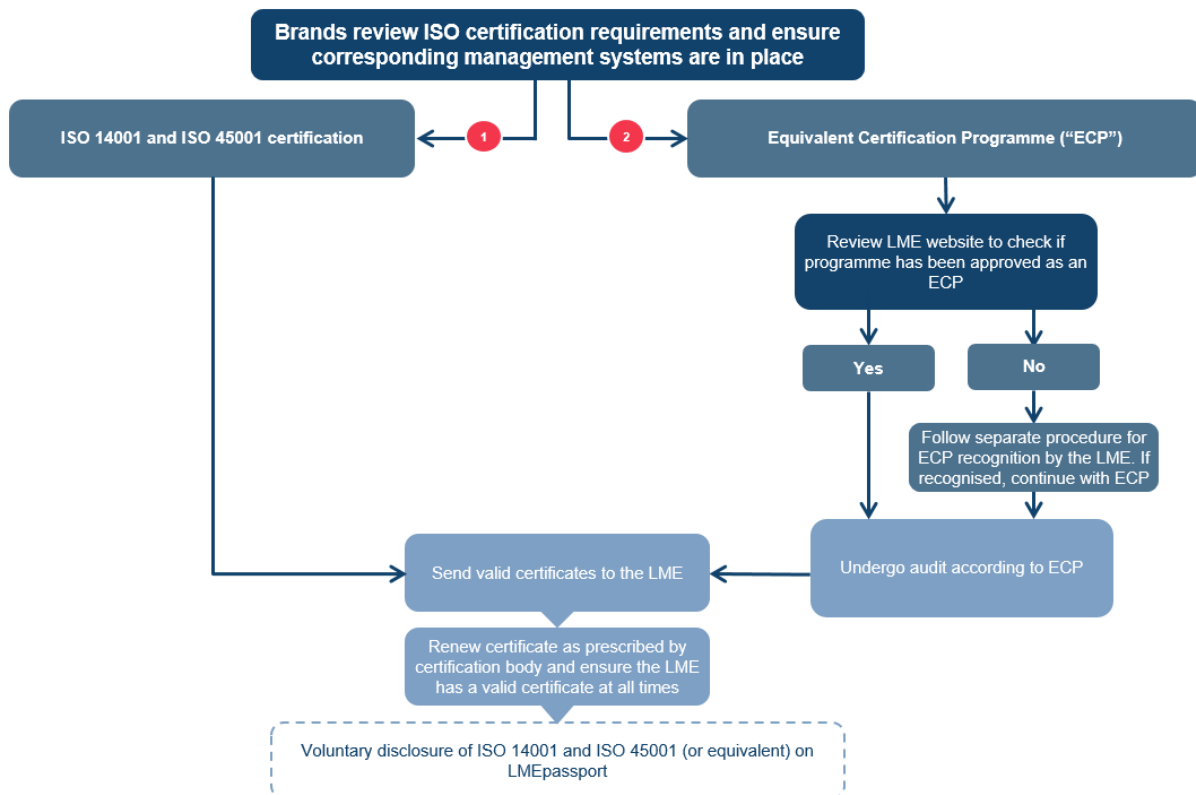 Brands review ISO certification requirements and ensure
corresponding management systems are in place
ISO 14001 and ISO 45001 certification
1
2
Equivalent Certification Programme (“ECP”)
Review LME website to check if
programme has been approved as an
ECP
Yes
No
Follow separate procedure for
ECP recognition by the LME. If
recognised, continue with ECP
Send valid certificates to the LME
Undergo audit according to ECP
Renew certificate as prescribed by
certification body and ensure the LME
has a valid certificate at all times
Voluntary disclosure of ISO 14001 and ISO 45001 (or equivalent) on
LMEpassport